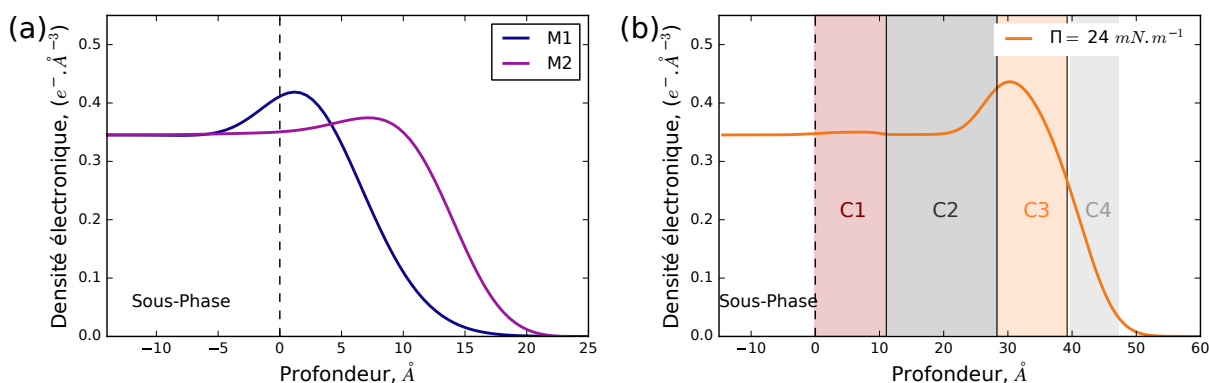 (a)
Densité électronique, (e⁻.Å⁻³)
0.5
0.4
0.3
0.2
0.1
0.0
M1
M2
Sous-Phase
−10
−5
0
5
10
15
20
25
Profondeur, Å
(b)
Densité électronique, (e⁻.Å⁻³)
0.5
0.4
0.3
0.2
0.1
0.0
Π = 24 mN.m⁻¹
C1
C2
C3
C4
Sous-Phase
−10
0
10
20
30
40
50
60
Profondeur, Å